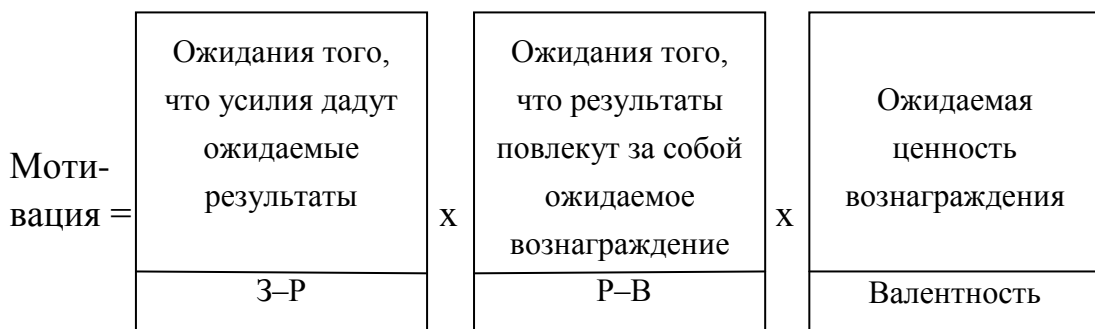 Моти-
вация =
Ожидания того,
что усилия дадут
ожидаемые
результаты
З–Р
х
Ожидания того,
что результаты
повлекут за собой
ожидаемое
вознаграждение
Р–В
х
Ожидаемая
ценность
вознаграждения
Валентность